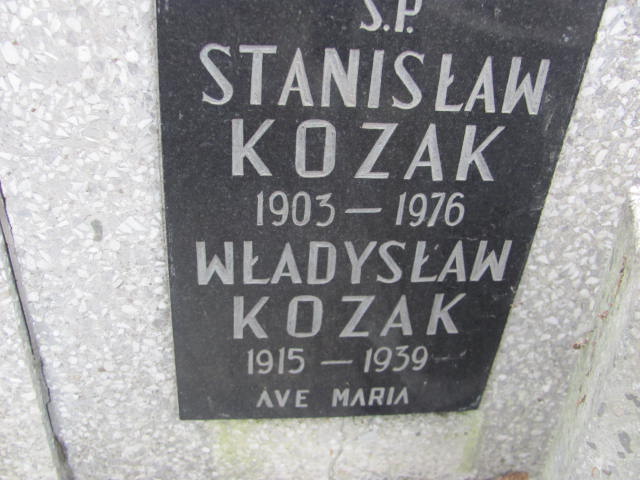 Ś.P.
STANISŁAW
KOZAK
1903 — 1976
WŁADYSŁAW
KOZAK
1915 — 1939
AVE MARIA